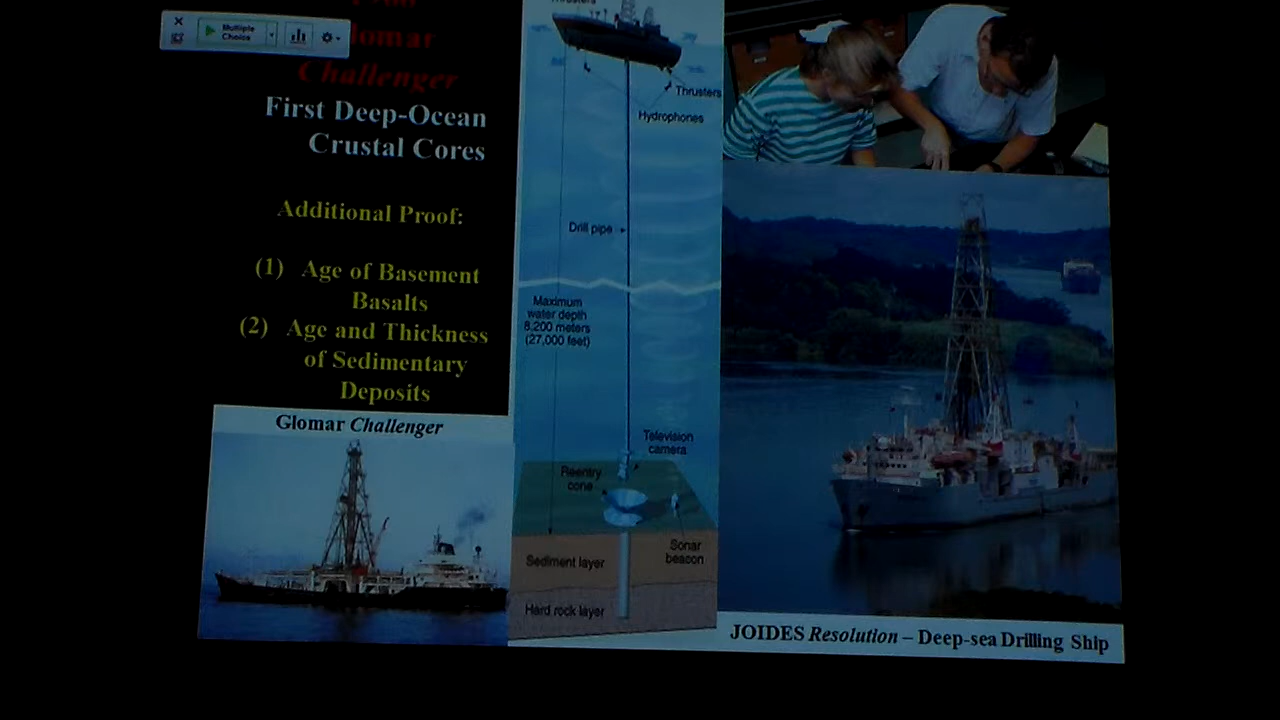 Multiple
Choice
Glomar
Challenger
First Deep-Ocean
Crustal Cores
Additional Proof:
(1) Age of Basement
Basalts
(2) Age and Thickness
of Sedimentary
Deposits
Glomar Challenger
Thrusters
Thrusters
Hydrophones
Drill pipe
Maximum
water depth
8,200 meters
(27,000 feet)
Television
camera
Reentry
cone
Sonar
beacon
Sediment layer
Hard rock layer
JOIDES Resolution – Deep-sea Drilling Ship